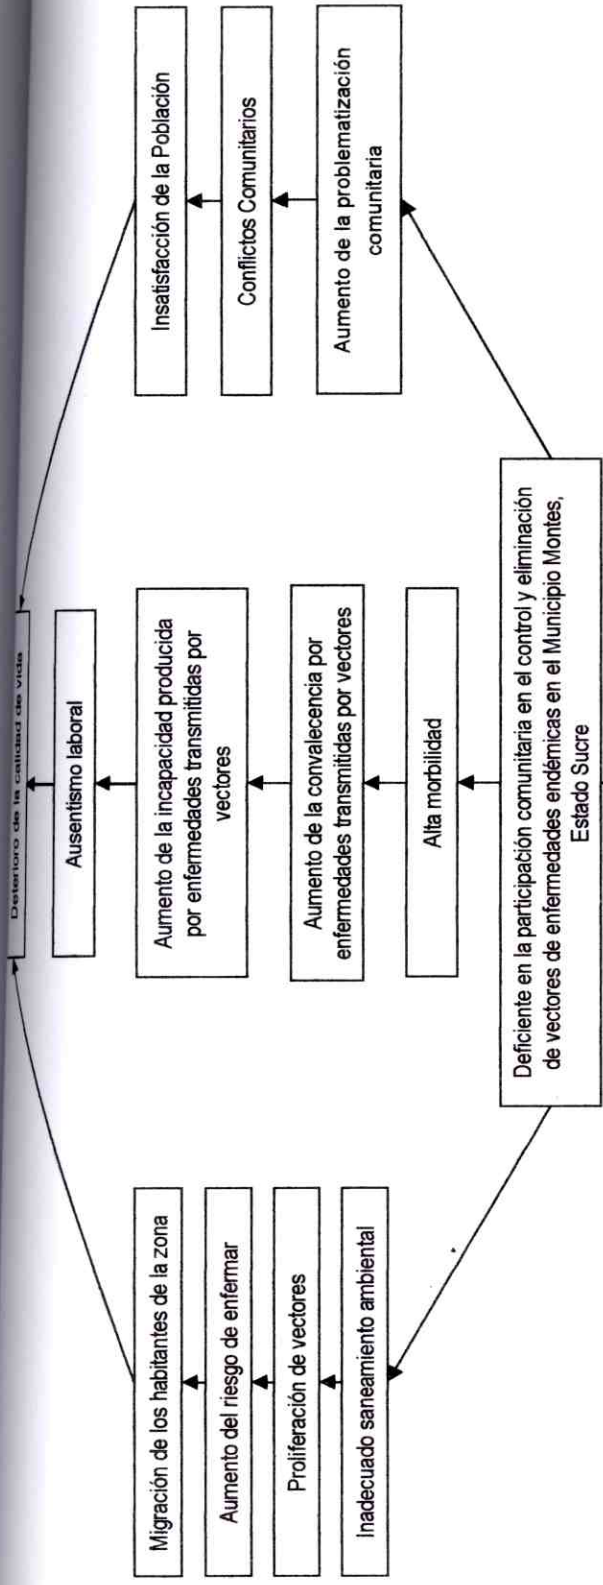 Deterioro de la calidad de vida
Migración de los habitantes de la zona
Aumento del riesgo de enfermar
Proliferación de vectores
Inadecuado saneamiento ambiental
Ausentismo laboral
Aumento de la incapacidad producida
por enfermedades transmitidas por
vectores
Aumento de la convalecencia por
enfermedades transmitidas por vectores
Alta morbilidad
Insatisfacción de la Población
Conflictos Comunitarios
Aumento de la problematización
comunitaria
Deficiente en la participación comunitaria en el control y eliminación
de vectores de enfermedades endémicas en el Municipio Montes,
Estado Sucre